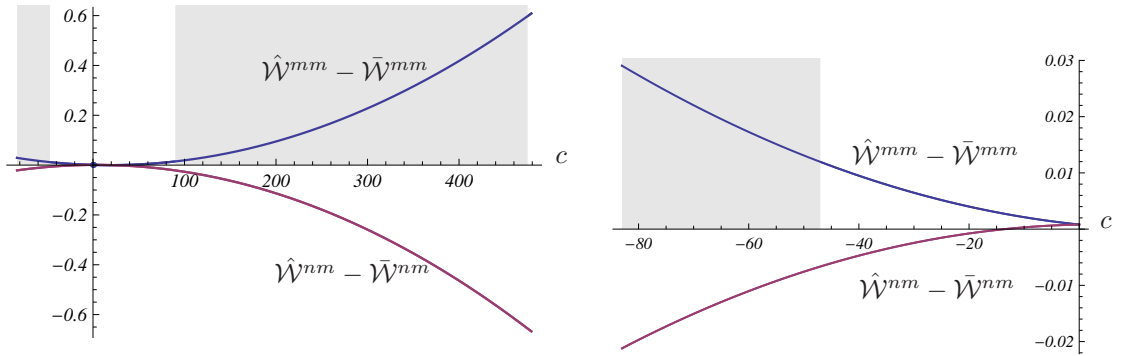 0.6
0.4
0.2
−0.2
−0.4
−0.6
100 200 300 400
c
𝒲̂^{mm} − 𝒲̄^{mm}
𝒲̂^{nm} − 𝒲̄^{nm}
0.03
0.02
0.01
−0.01
−0.02
−80 −60 −40 −20
c
𝒲̂^{mm} − 𝒲̄^{mm}
𝒲̂^{nm} − 𝒲̄^{nm}